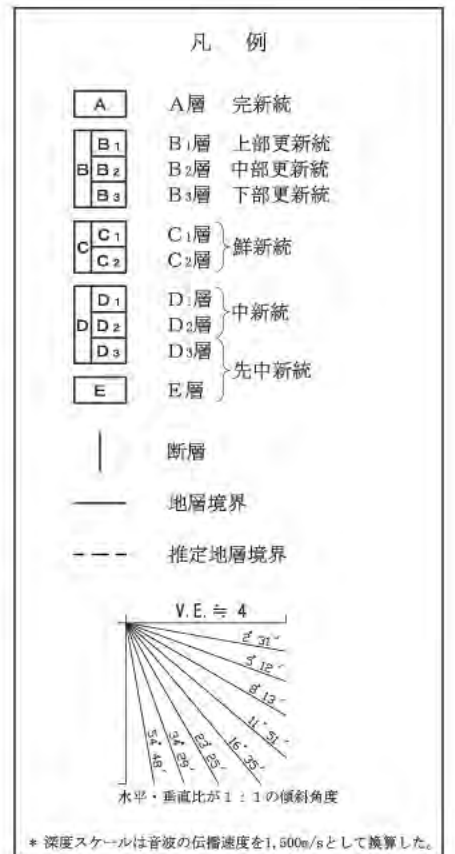 凡 例
A A層 完新統
B B1 B1層 上部更新統
B2 B2層 中部更新統
B3 B3層 下部更新統
C C1 C1層 鮮新統
C2 C2層
D D1 D1層 中新統
D2 D2層
D3 D3層 先中新統
E E層
断層
地層境界
推定地層境界
V.E.≒ 4
2° 31′
5° 12′
8° 13′
11° 51′
16° 35′
23° 25′
34° 29′
54° 48′
水平・垂直比が1:1の傾斜角度
* 深度スケールは音波の伝播速度を1,500m/sとして換算した。